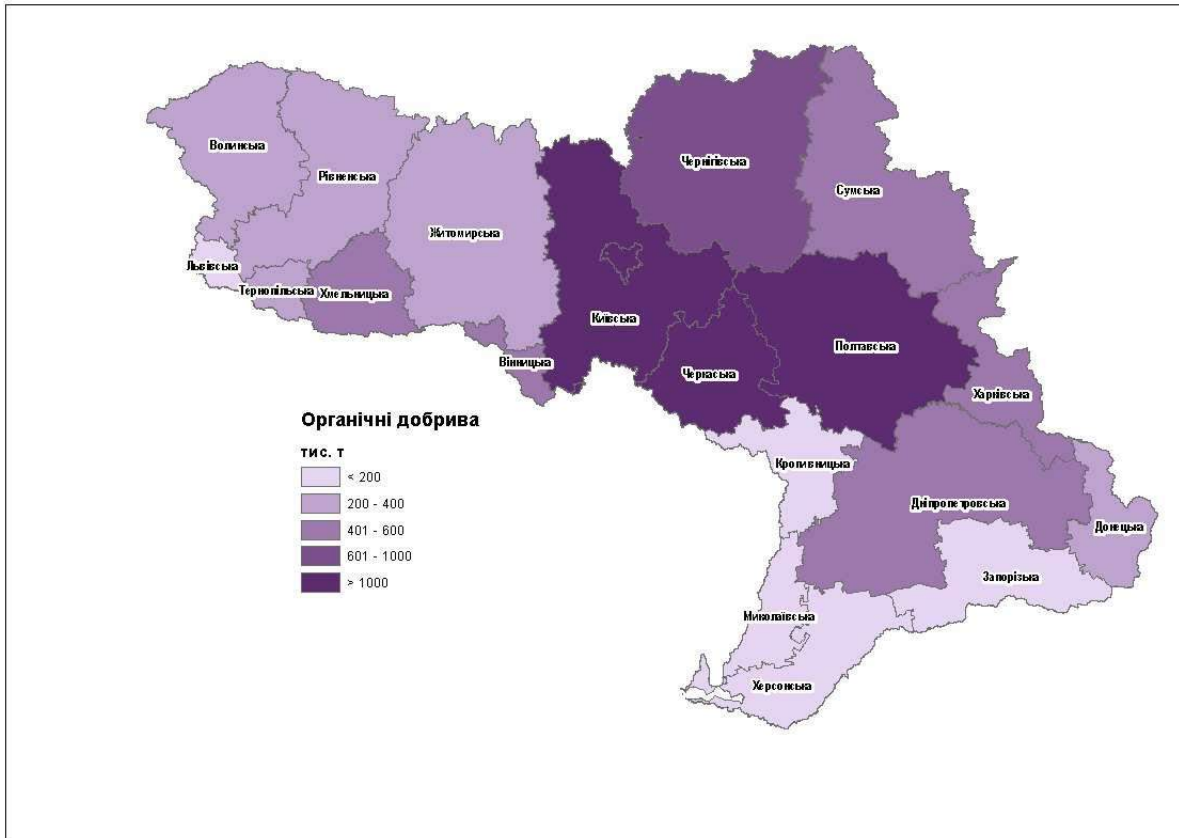 Волинська
Рівненська
Чернігівська
Сумська
Житомирська
Львівська
Тернопільська
Хмельницька
Київська
Полтавська
Вінницька
Черкаська
Харківська
Органічні добрива
тис. т
< 200
200 - 400
401 - 600
601 - 1000
> 1000
Кропивницька
Дніпропетровська
Донецька
Запорізька
Миколаївська
Херсонська